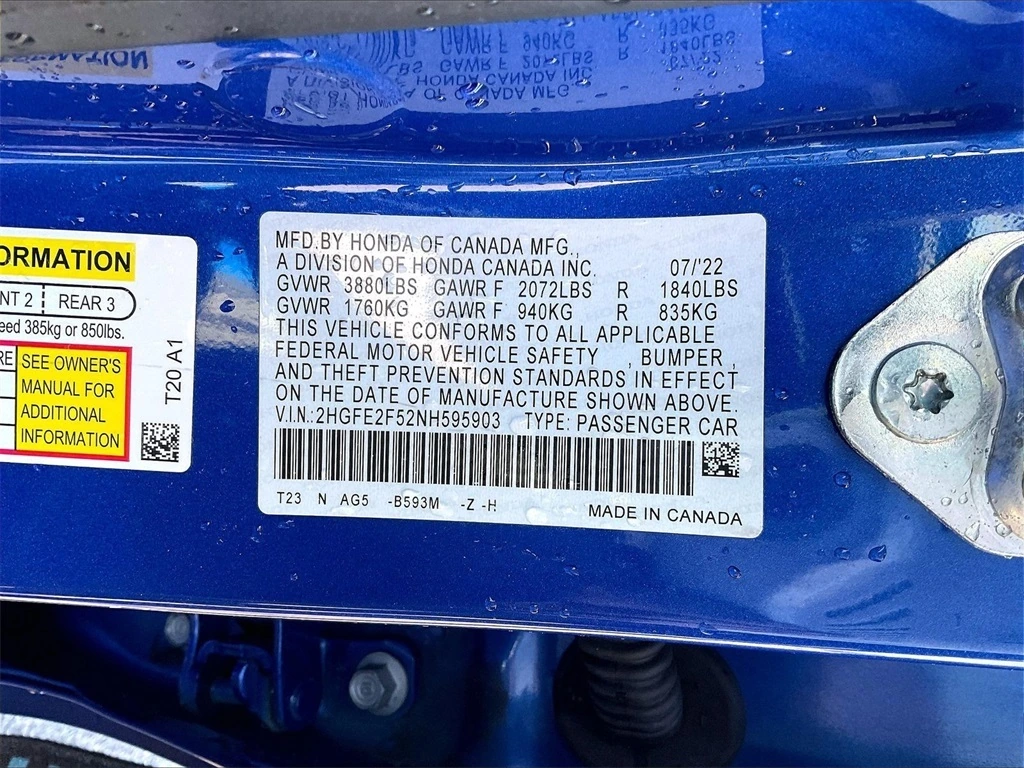 ORMATION
NT 2 REAR 3
eed 385kg or 850lbs.
RE SEE OWNER'S
MANUAL FOR
ADDITIONAL
INFORMATION
T20 A1
MFD.BY HONDA OF CANADA MFG.,
A DIVISION OF HONDA CANADA INC. 07/'22
GVWR 3880LBS GAWR F 2072LBS R 1840LBS
GVWR 1760KG GAWR F 940KG R 835KG
THIS VEHICLE CONFORMS TO ALL APPLICABLE
FEDERAL MOTOR VEHICLE SAFETY , BUMPER ,
AND THEFT PREVENTION STANDARDS IN EFFECT
ON THE DATE OF MANUFACTURE SHOWN ABOVE.
V.I.N.:2HGFE2F52NH595903 TYPE: PASSENGER CAR
T23 N AG5 -B593M -Z -H
MADE IN CANADA